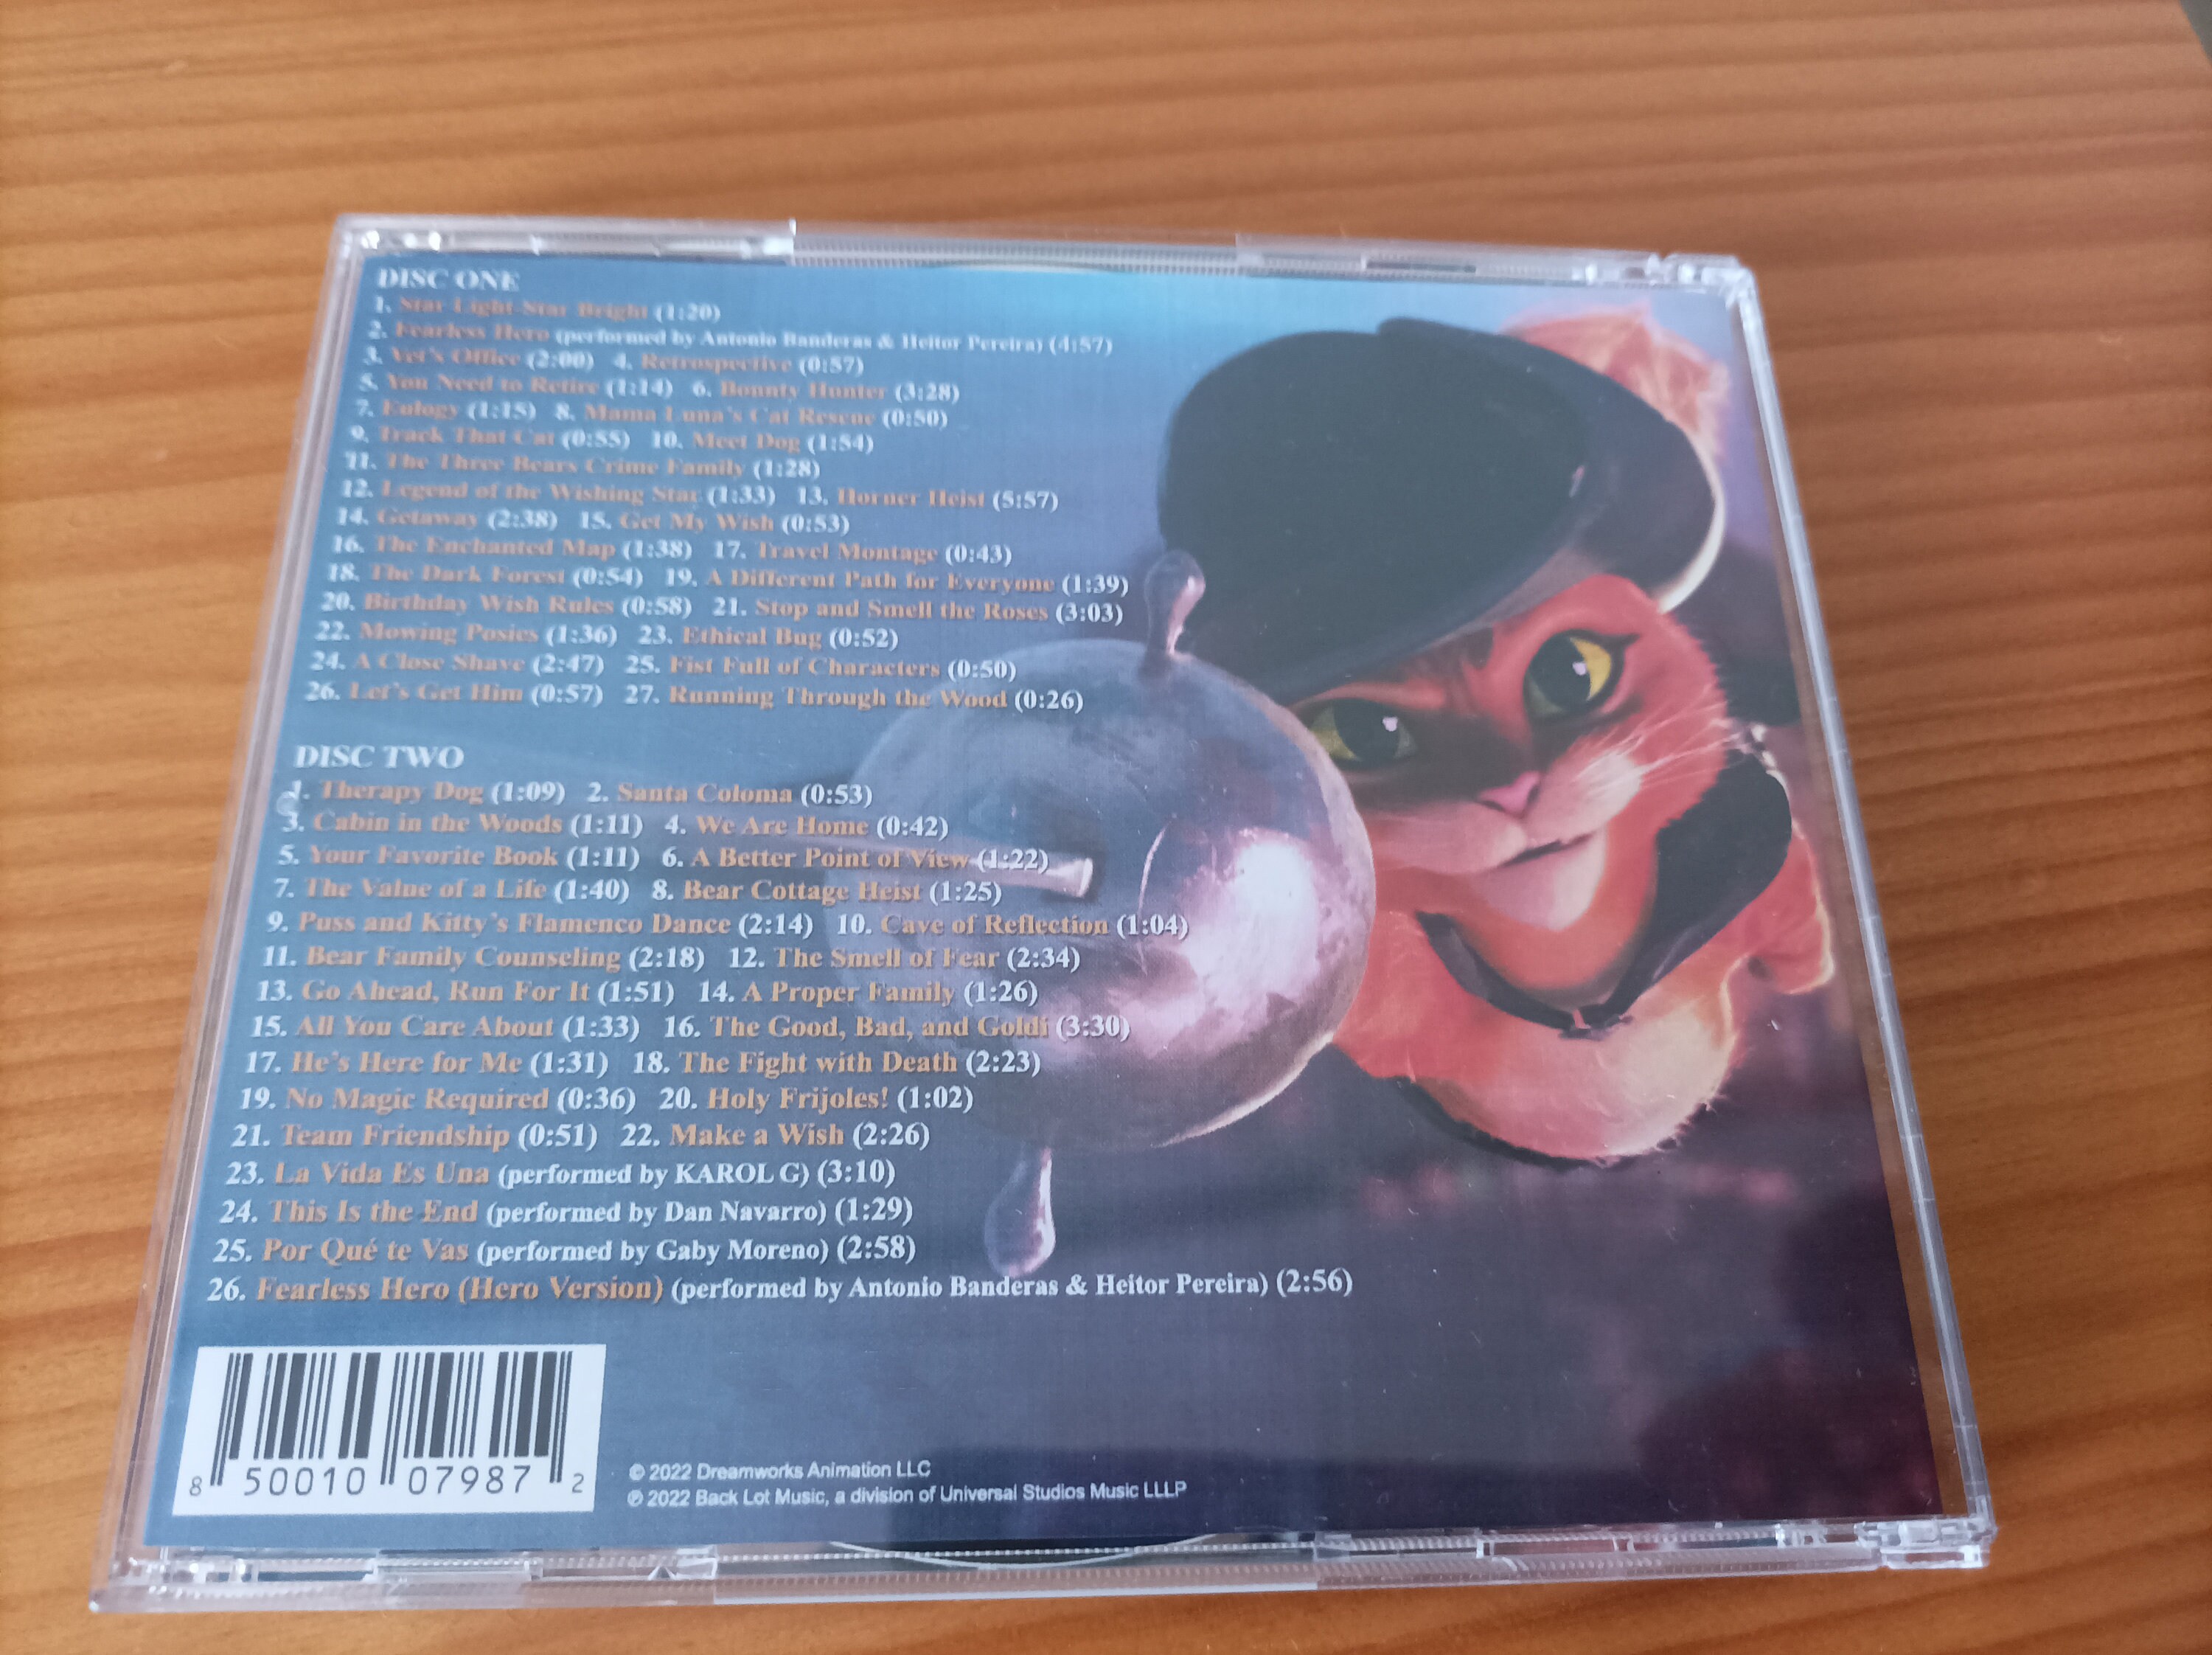 DISC ONE
1. Star Light Star Bright (1:20)
2. Fearless Hero (performed by Antonio Banderas & Heitor Pereira) (4:57)
3. Vet's Office (2:00) 4. Retrospective (0:57)
5. You Need to Retire (1:14) 6. Bounty Hunter (3:28)
7. Eulogy (1:15) 8. Mama Luna's Cat Rescue (0:50)
9. Track That Cat (0:55) 10. Meet Dog (1:54)
11. The Three Bears Crime Family (1:28)
12. Legend of the Wishing Star (1:33) 13. Horner Heist (5:57)
14. Getaway (2:38) 15. Get My Wish (0:53)
16. The Enchanted Map (1:38) 17. Travel Montage (0:43)
18. The Dark Forest (0:54) 19. A Different Path for Everyone (1:39)
20. Birthday Wish Rules (0:58) 21. Stop and Smell the Roses (3:03)
22. Mowing Posies (1:36) 23. Ethical Bug (0:52)
24. A Close Shave (2:47) 25. Fist Full of Characters (0:50)
26. Let's Get Him (0:57) 27. Running Through the Wood (0:26)
DISC TWO
1. Therapy Dog (1:09) 2. Santa Coloma (0:53)
3. Cabin in the Woods (1:11) 4. We Are Home (0:42)
5. Your Favorite Book (1:11) 6. A Better Point of View (1:22)
7. The Value of a Life (1:40) 8. Bear Cottage Heist (1:25)
9. Puss and Kitty's Flamenco Dance (2:14) 10. Cave of Reflection (1:04)
11. Bear Family Counseling (2:18) 12. The Smell of Fear (2:34)
13. Go Ahead, Run For It (1:51) 14. A Proper Family (1:26)
15. All You Care About (1:33) 16. The Good, Bad, and Goldi (3:30)
17. He's Here for Me (1:31) 18. The Fight with Death (2:23)
19. No Magic Required (0:36) 20. Holy Frijoles! (1:02)
21. Team Friendship (0:51) 22. Make a Wish (2:26)
23. La Vida Es Una (performed by KAROL G) (3:10)
24. This Is the End (performed by Dan Navarro) (1:29)
25. Por Qué te Vas (performed by Gaby Moreno) (2:58)
26. Fearless Hero (Hero Version) (performed by Antonio Banderas & Heitor Pereira) (2:56)
8 50010 07987 2
© 2022 Dreamworks Animation LLC
℗ 2022 Back Lot Music, a division of Universal Studios Music LLLP